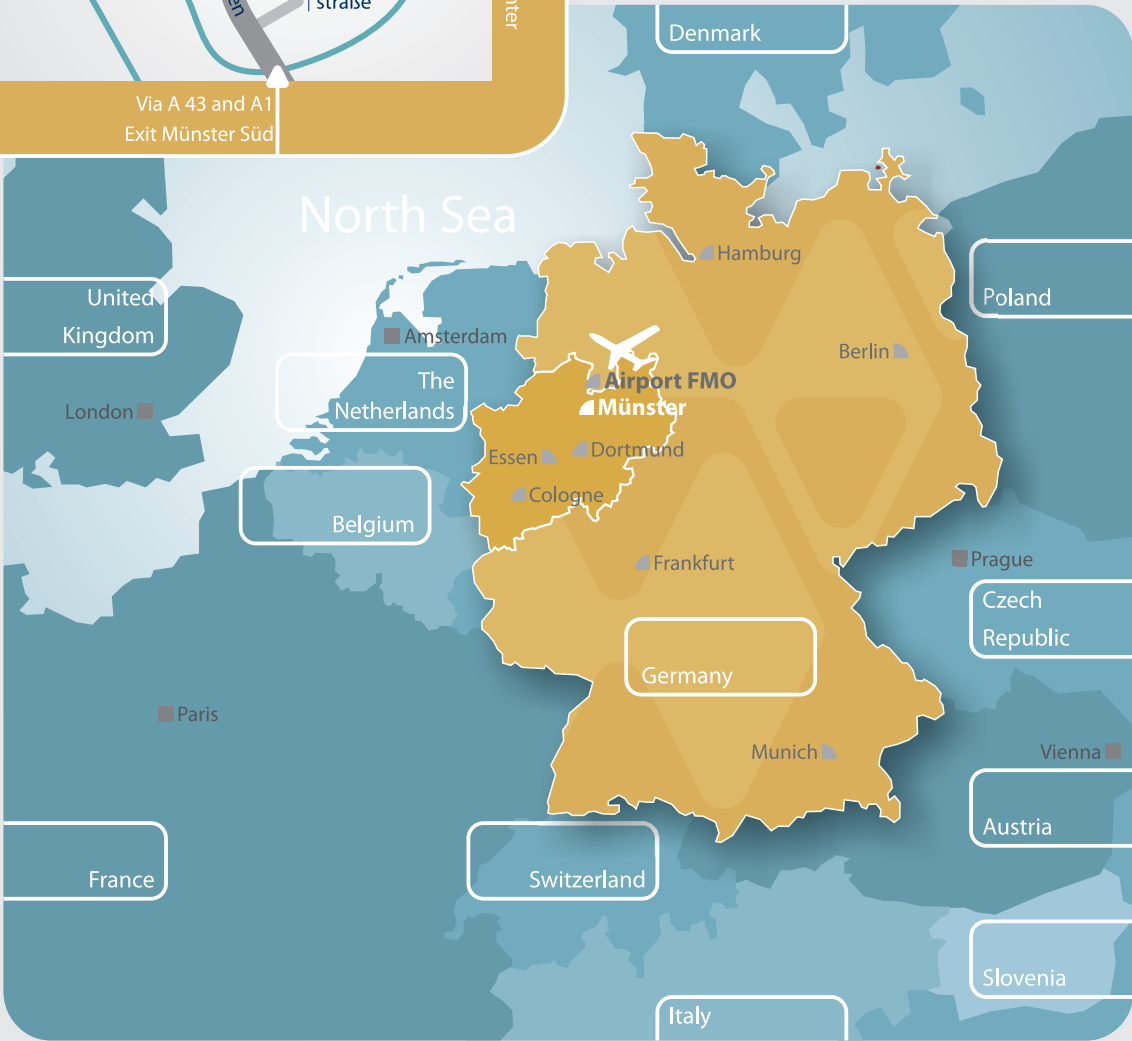 straße
Via A 43 and A1
Exit Münster Süd
Denmark
North Sea
Hamburg
United
Kingdom
Poland
Amsterdam
Berlin
The
Netherlands
Airport FMO
Münster
London
Essen
Dortmund
Cologne
Belgium
Frankfurt
Prague
Czech
Republic
Germany
Paris
Munich
Vienna
Austria
France
Switzerland
Slovenia
Italy